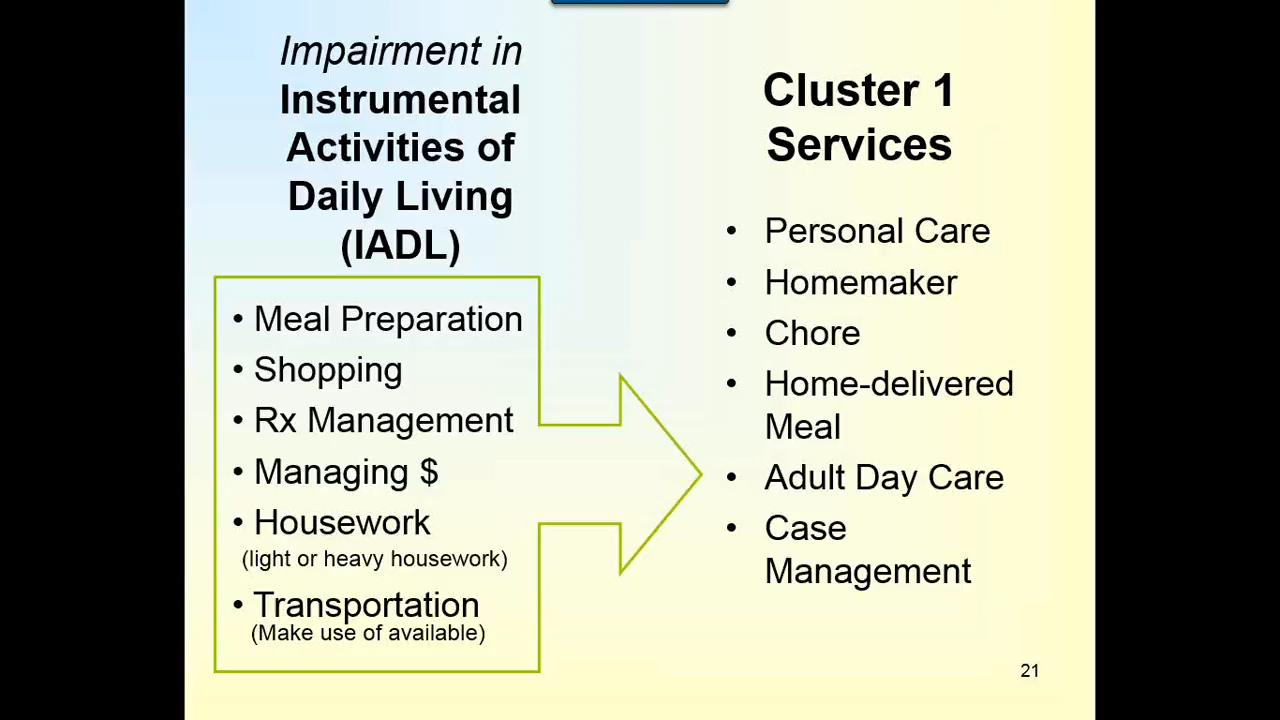 Impairment in
Instrumental
Activities of
Daily Living
(IADL)
• Meal Preparation
• Shopping
• Rx Management
• Managing $
• Housework
(light or heavy housework)
• Transportation
(Make use of available)
Cluster 1
Services
• Personal Care
• Homemaker
• Chore
• Home-delivered
Meal
• Adult Day Care
• Case
Management
21